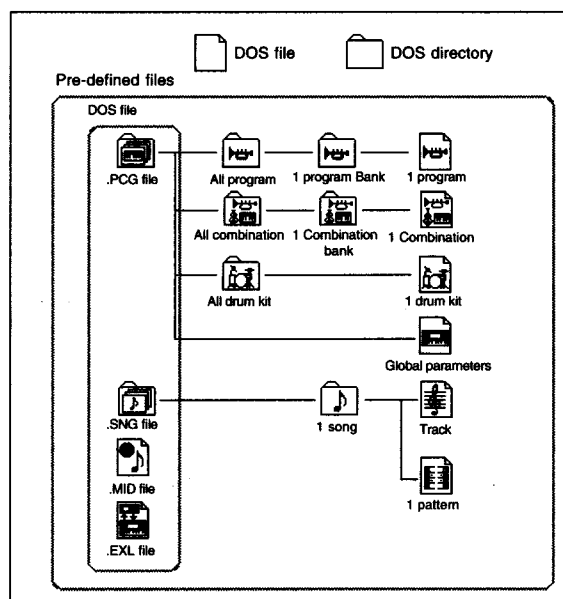 DOS file
DOS directory
Pre-defined files
DOS file
.PCG file
All program
1 program Bank
1 program
All combination
1 Combination
bank
1 Combination
All drum kit
1 drum kit
Global parameters
.SNG file
1 song
Track
.MID file
1 pattern
.EXL file